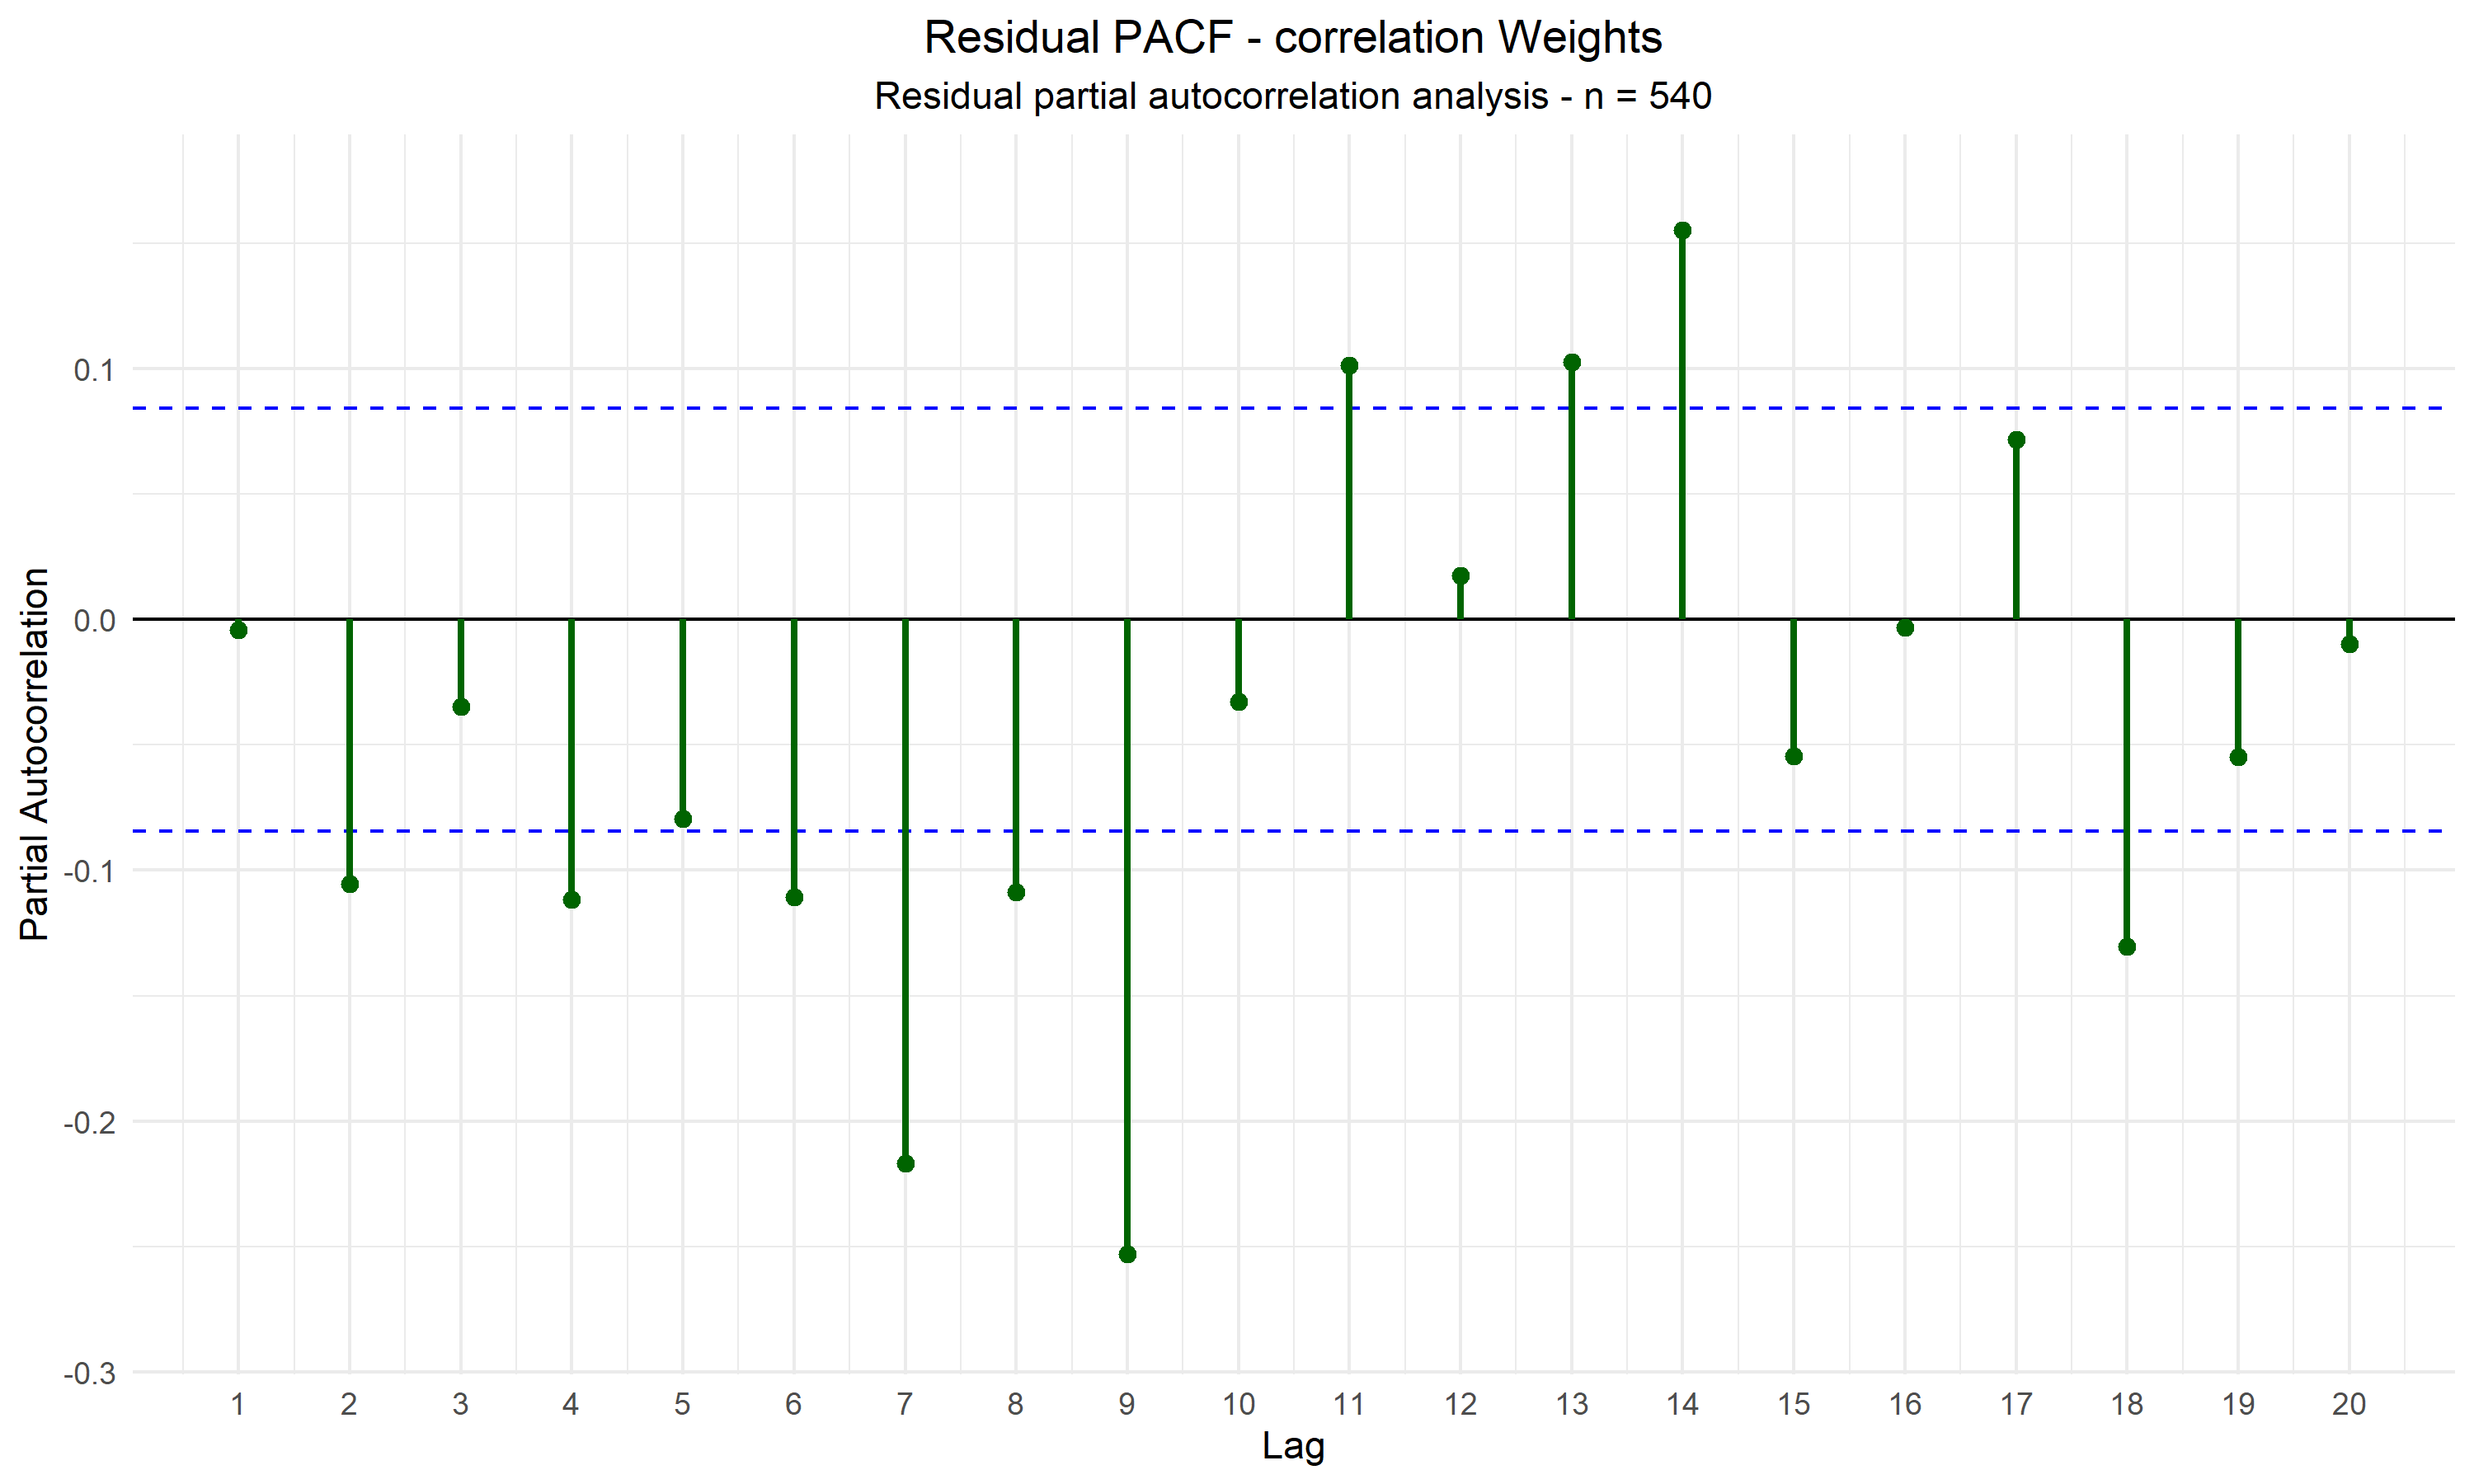 Residual PACF - correlation Weights
Residual partial autocorrelation analysis - n = 540
Partial Autocorrelation
0.1
0.0
-0.1
-0.2
-0.3
1 2 3 4 5 6 7 8 9 10 11 12 13 14 15 16 17 18 19 20
Lag